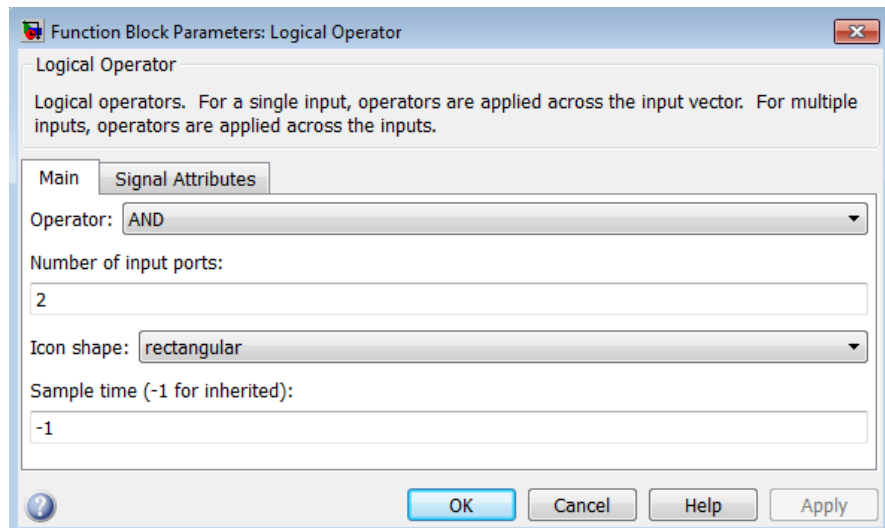 Function Block Parameters: Logical Operator
Logical Operator
Logical operators.  For a single input, operators are applied across the input vector.  For multiple
inputs, operators are applied across the inputs.
Main    Signal Attributes
Operator: AND
Number of input ports:
2
Icon shape: rectangular
Sample time (-1 for inherited):
-1
OK    Cancel    Help    Apply